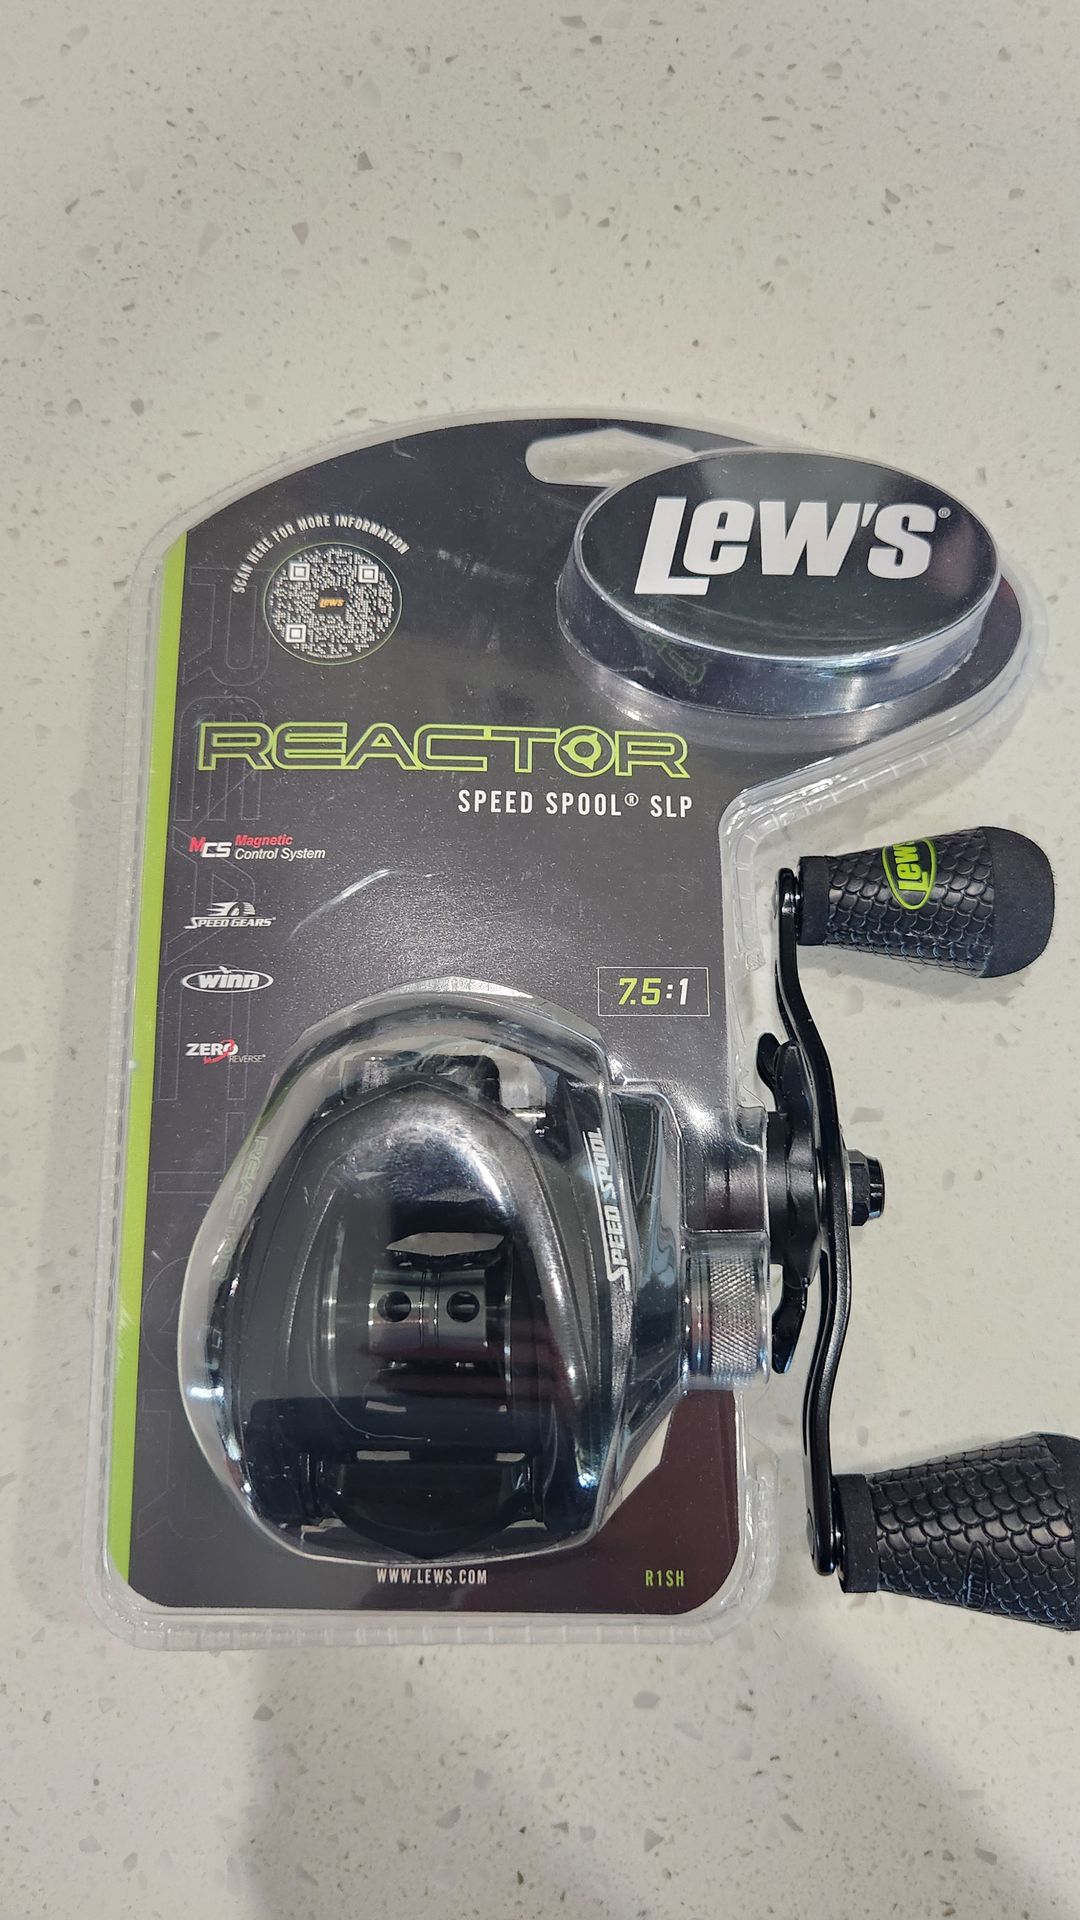 LEW'S®
SCAN HERE FOR MORE INFORMATION
LEW'S
REACTOR
SPEED SPOOL® SLP
MCS Magnetic
Control System
SPEED GEARS®
winn
ZERO
REVERSE®
7.5:1
LEW'S
SPEED SPOOL
REACTOR
WWW.LEWS.COM
R1SH